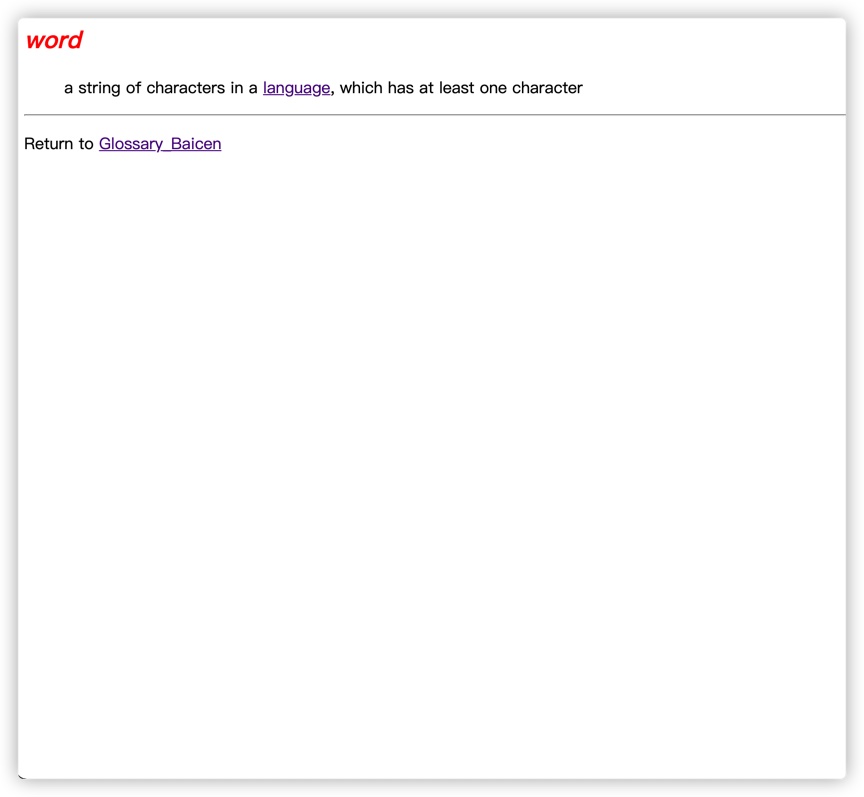 word
a string of characters in a language, which has at least one character
Return to Glossary_Baicen